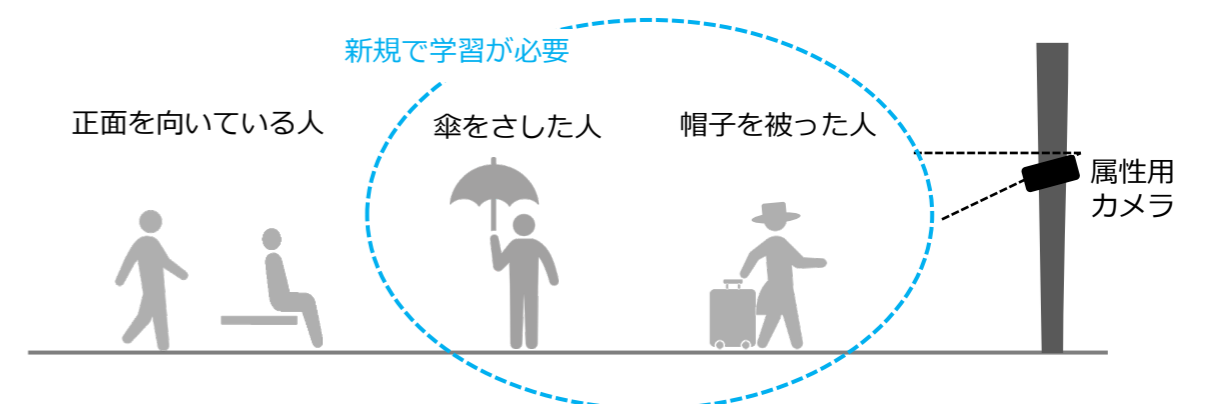 新規で学習が必要
正面を向いている人
傘をさした人
帽子を被った人
属性用
カメラ